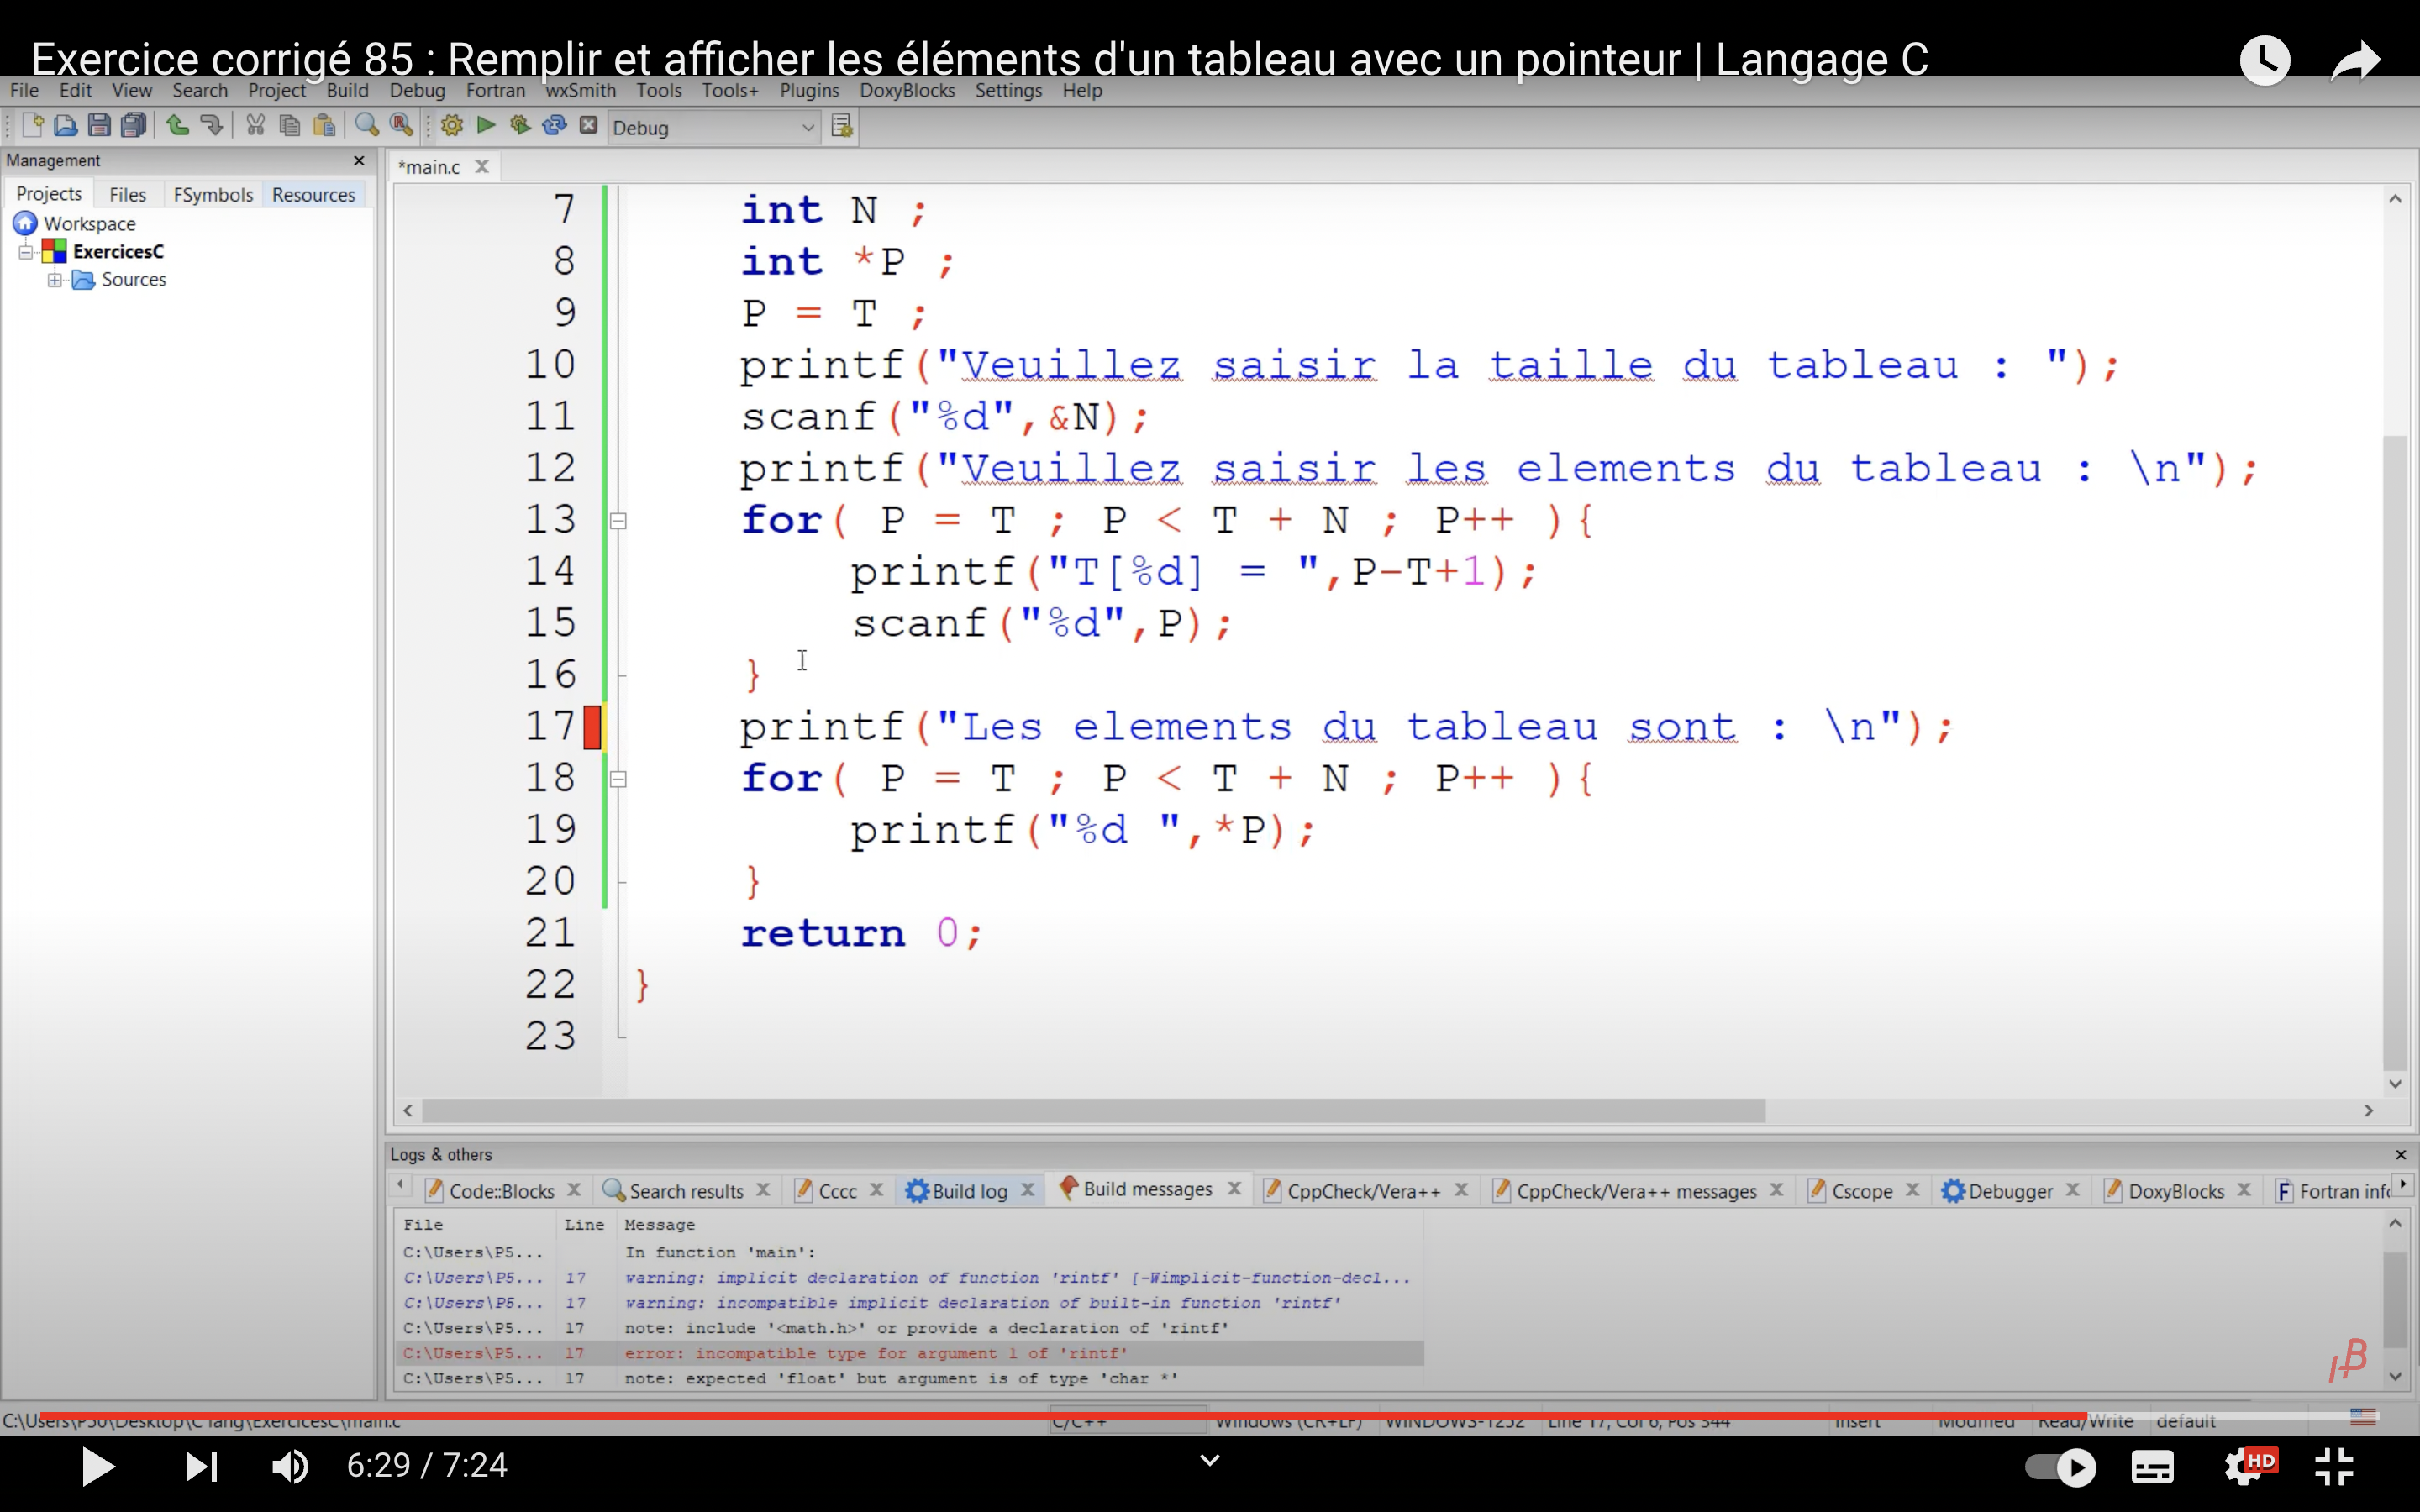 Exercice corrigé 85 : Remplir et afficher les éléments d'un tableau avec un pointeur | Langage C
File Edit View Search Project Build Debug Fortran wxSmith Tools Tools+ Plugins DoxyBlocks Settings Help
Debug
Management
*main.c
Projects Files FSymbols Resources
Workspace
ExercicesC
Sources
7 int N ;
8 int *P ;
9 P = T ;
10 printf("Veuillez saisir la taille du tableau : ");
11 scanf("%d",&N);
12 printf("Veuillez saisir les elements du tableau : \n");
13 for( P = T ; P < T + N ; P++ ){
14 printf("T[%d] = ",P-T+1);
15 scanf("%d",P);
16 }
17 printf("Les elements du tableau sont : \n");
18 for( P = T ; P < T + N ; P++ ){
19 printf("%d ",*P);
20 }
21 return 0;
22 }
23
Logs & others
Code::Blocks Search results Cccc Build log Build messages CppCheck/Vera++ CppCheck/Vera++ messages Cscope Debugger DoxyBlocks Fortran info
File Line Message
C:\Users\P5... In function 'main':
C:\Users\P5... 17 warning: implicit declaration of function 'rintf' [-Wimplicit-function-decl...
C:\Users\P5... 17 warning: incompatible implicit declaration of built-in function 'rintf'
C:\Users\P5... 17 note: include '<math.h>' or provide a declaration of 'rintf'
C:\Users\P5... 17 error: incompatible type for argument 1 of 'rintf'
C:\Users\P5... 17 note: expected 'float' but argument is of type 'char *'
C:\Users\P50\Desktop\C lang\ExercicesC\main.c C/C++ Windows (CR+LF) WINDOWS-1252 Line 17, Col 6, Pos 344 Insert Modified Read/Write default
6:29 / 7:24
HD